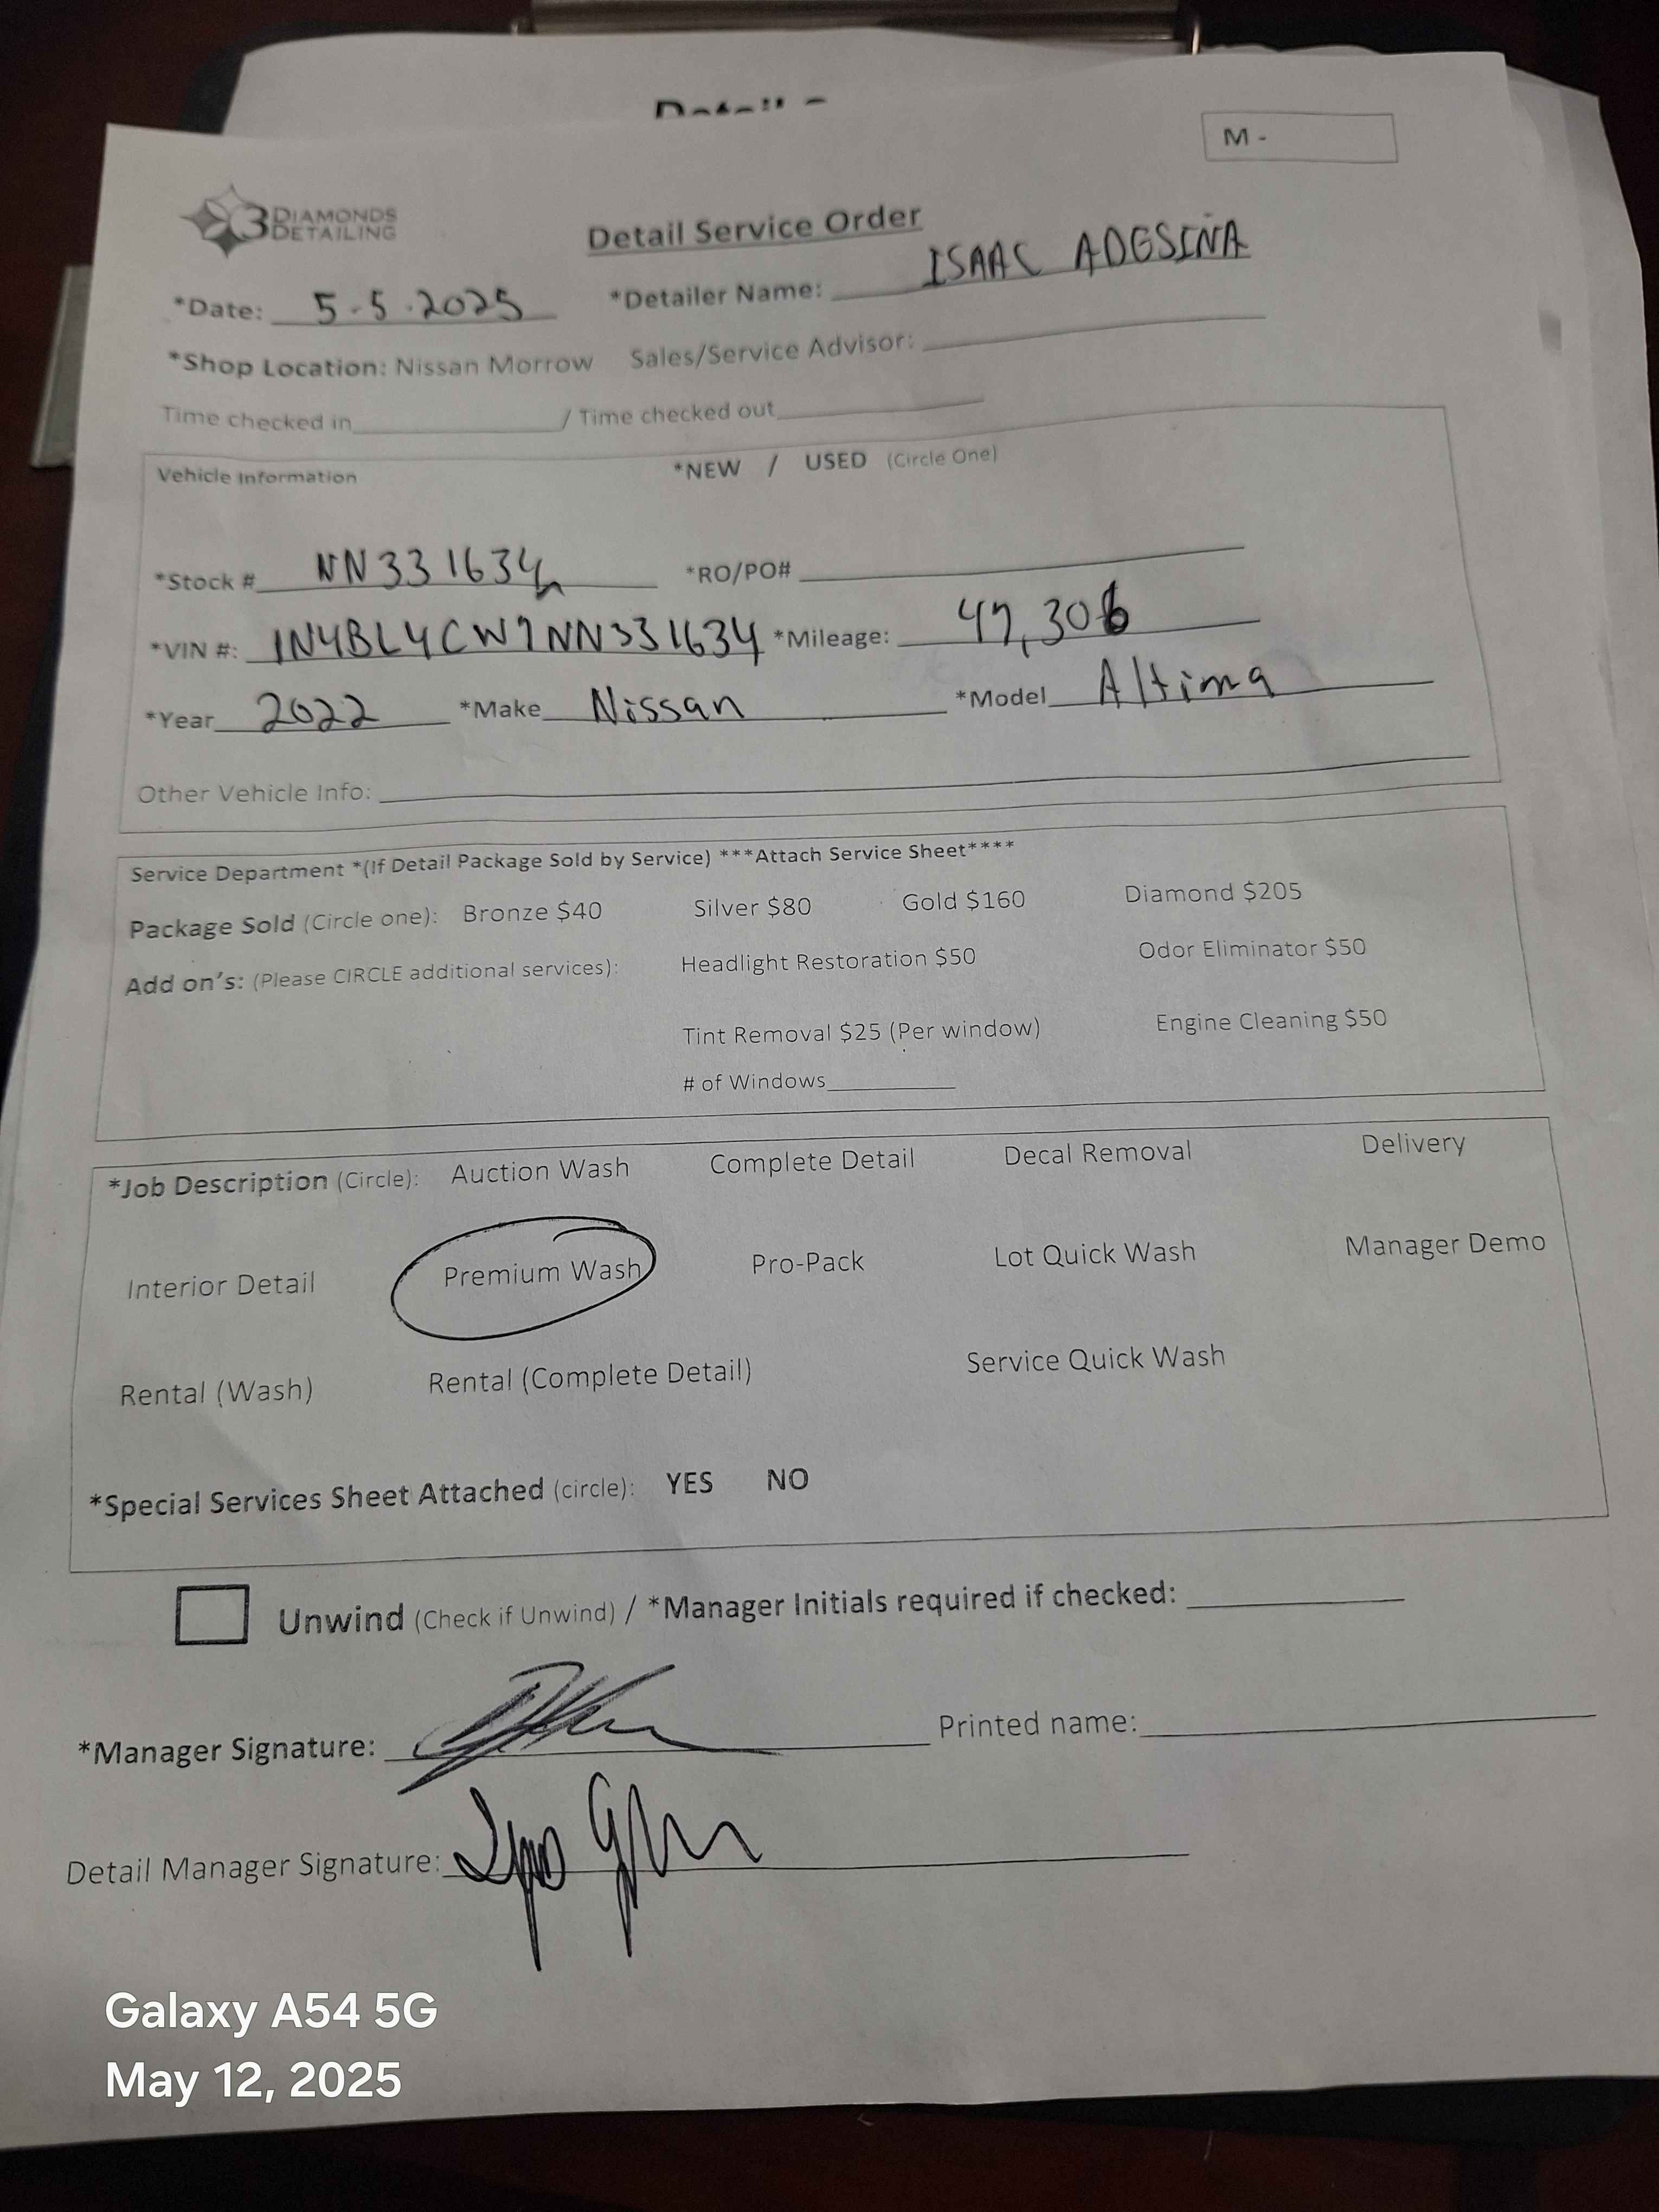 M -
3 DIAMONDS DETAILING
Detail Service Order
*Date: 5-5-2025 *Detailer Name: ISAAC ADESINA
*Shop Location: Nissan Morrow Sales/Service Advisor:
Time checked in / Time checked out
Vehicle Information *NEW / USED (Circle One)
*Stock # NN331634 *RO/PO#
*VIN #: 1N4BL4CW7NN331634 *Mileage: 47,306
*Year 2022 *Make Nissan *Model Altima
Other Vehicle Info:
Service Department *(If Detail Package Sold by Service) ***Attach Service Sheet****
Package Sold (Circle one): Bronze $40 Silver $80 Gold $160 Diamond $205
Add on's: (Please CIRCLE additional services): Headlight Restoration $50 Odor Eliminator $50
Tint Removal $25 (Per window) Engine Cleaning $50
# of Windows
*Job Description (Circle): Auction Wash Complete Detail Decal Removal Delivery
Interior Detail Premium Wash Pro-Pack Lot Quick Wash Manager Demo
Rental (Wash) Rental (Complete Detail) Service Quick Wash
*Special Services Sheet Attached (circle): YES NO
Unwind (Check if Unwind) / *Manager Initials required if checked:
*Manager Signature: Printed name:
Detail Manager Signature:
Galaxy A54 5G
May 12, 2025